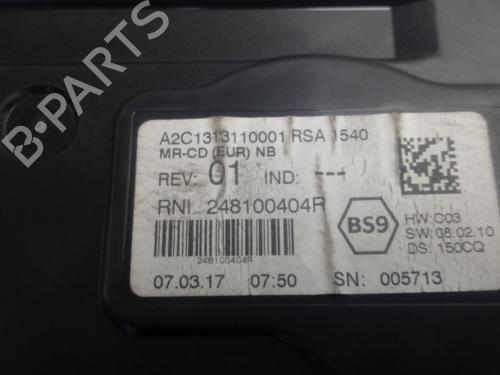 B-PARTS
A2C1313110001 RSA 1540
MR-CD (EUR) NB
REV: 01 IND: ---
RNI 248100404R
BS9
HW: C03
SW: 08.02.10
DS: 150CQ
248100404R
07.03.17 07:50 SN: 005713